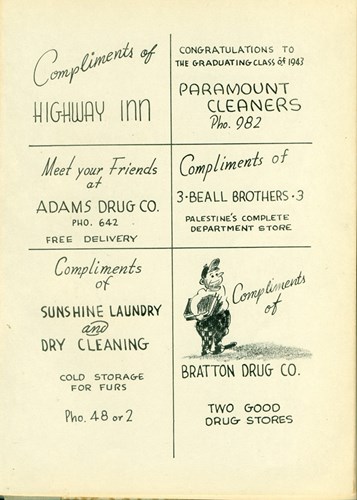 Compliments of
HIGHWAY INN
CONGRATULATIONS TO
THE GRADUATING CLASS of 1943
PARAMOUNT
CLEANERS
Pho. 982
Meet your Friends
at
ADAMS DRUG CO.
PHO. 642
FREE DELIVERY
Compliments of
3·BEALL BROTHERS·3
PALESTINE'S COMPLETE
DEPARTMENT STORE
Compliments
of
SUNSHINE LAUNDRY
and
DRY CLEANING
COLD STORAGE
FOR FURS
Pho. 48 or 2
Compliments
of
BRATTON DRUG CO.
TWO GOOD
DRUG STORES